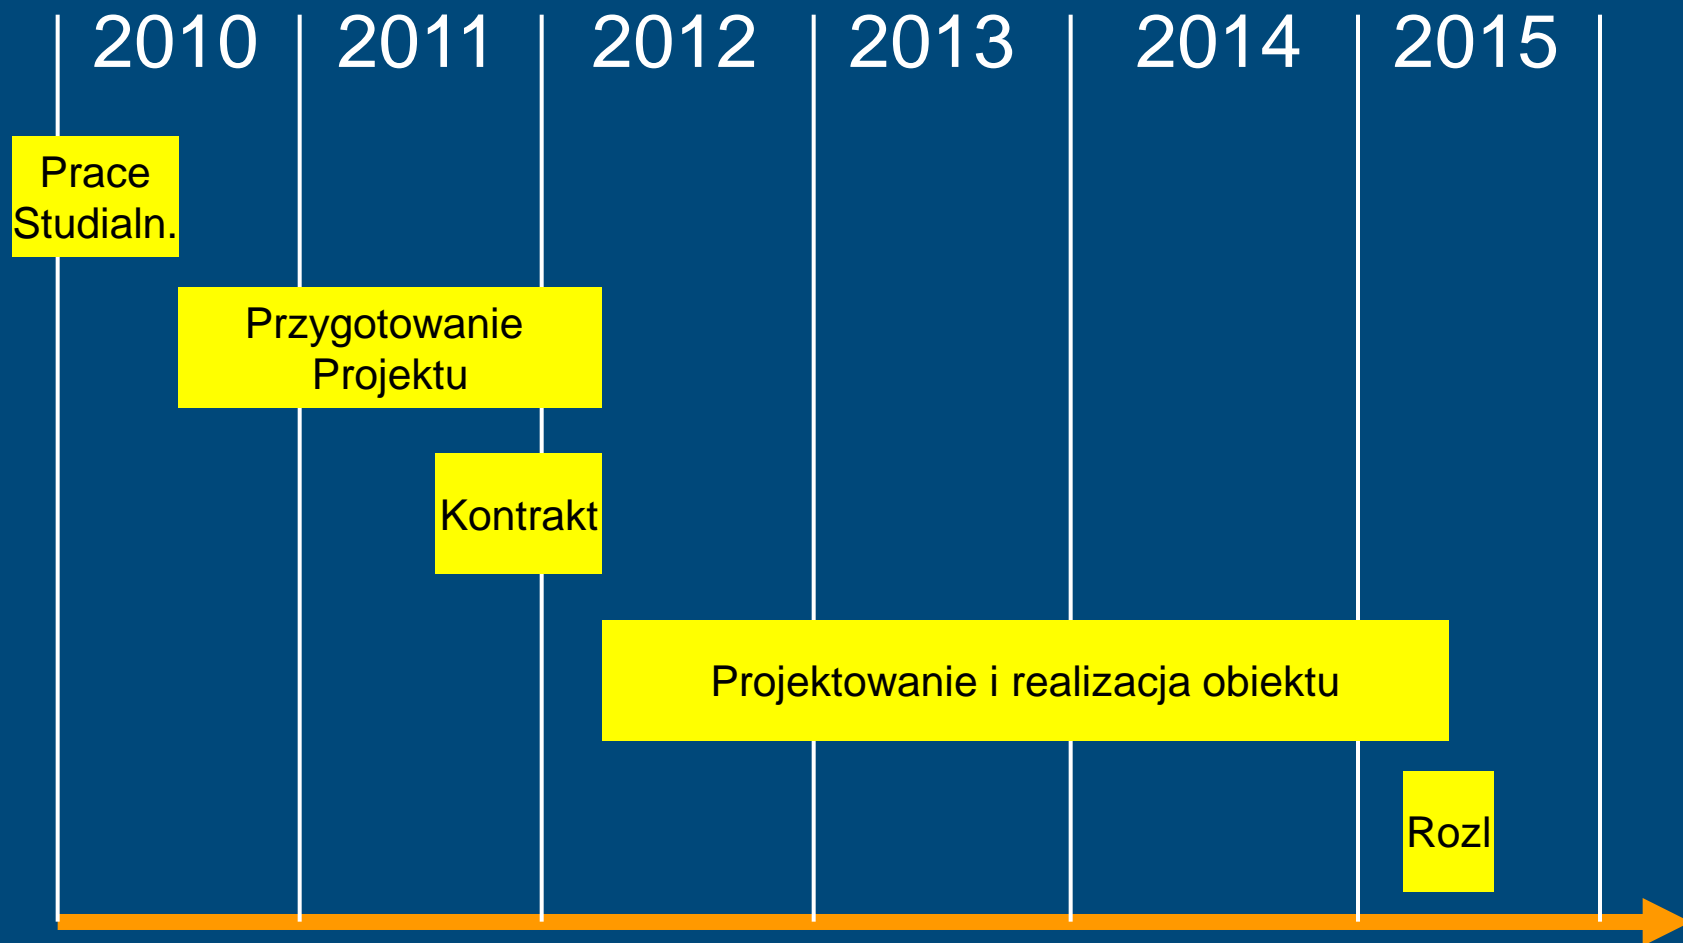 2010 2011 2012 2013 2014 2015
Prace
Studialn.
Przygotowanie
Projektu
Kontrakt
Projektowanie i realizacja obiektu
Rozl